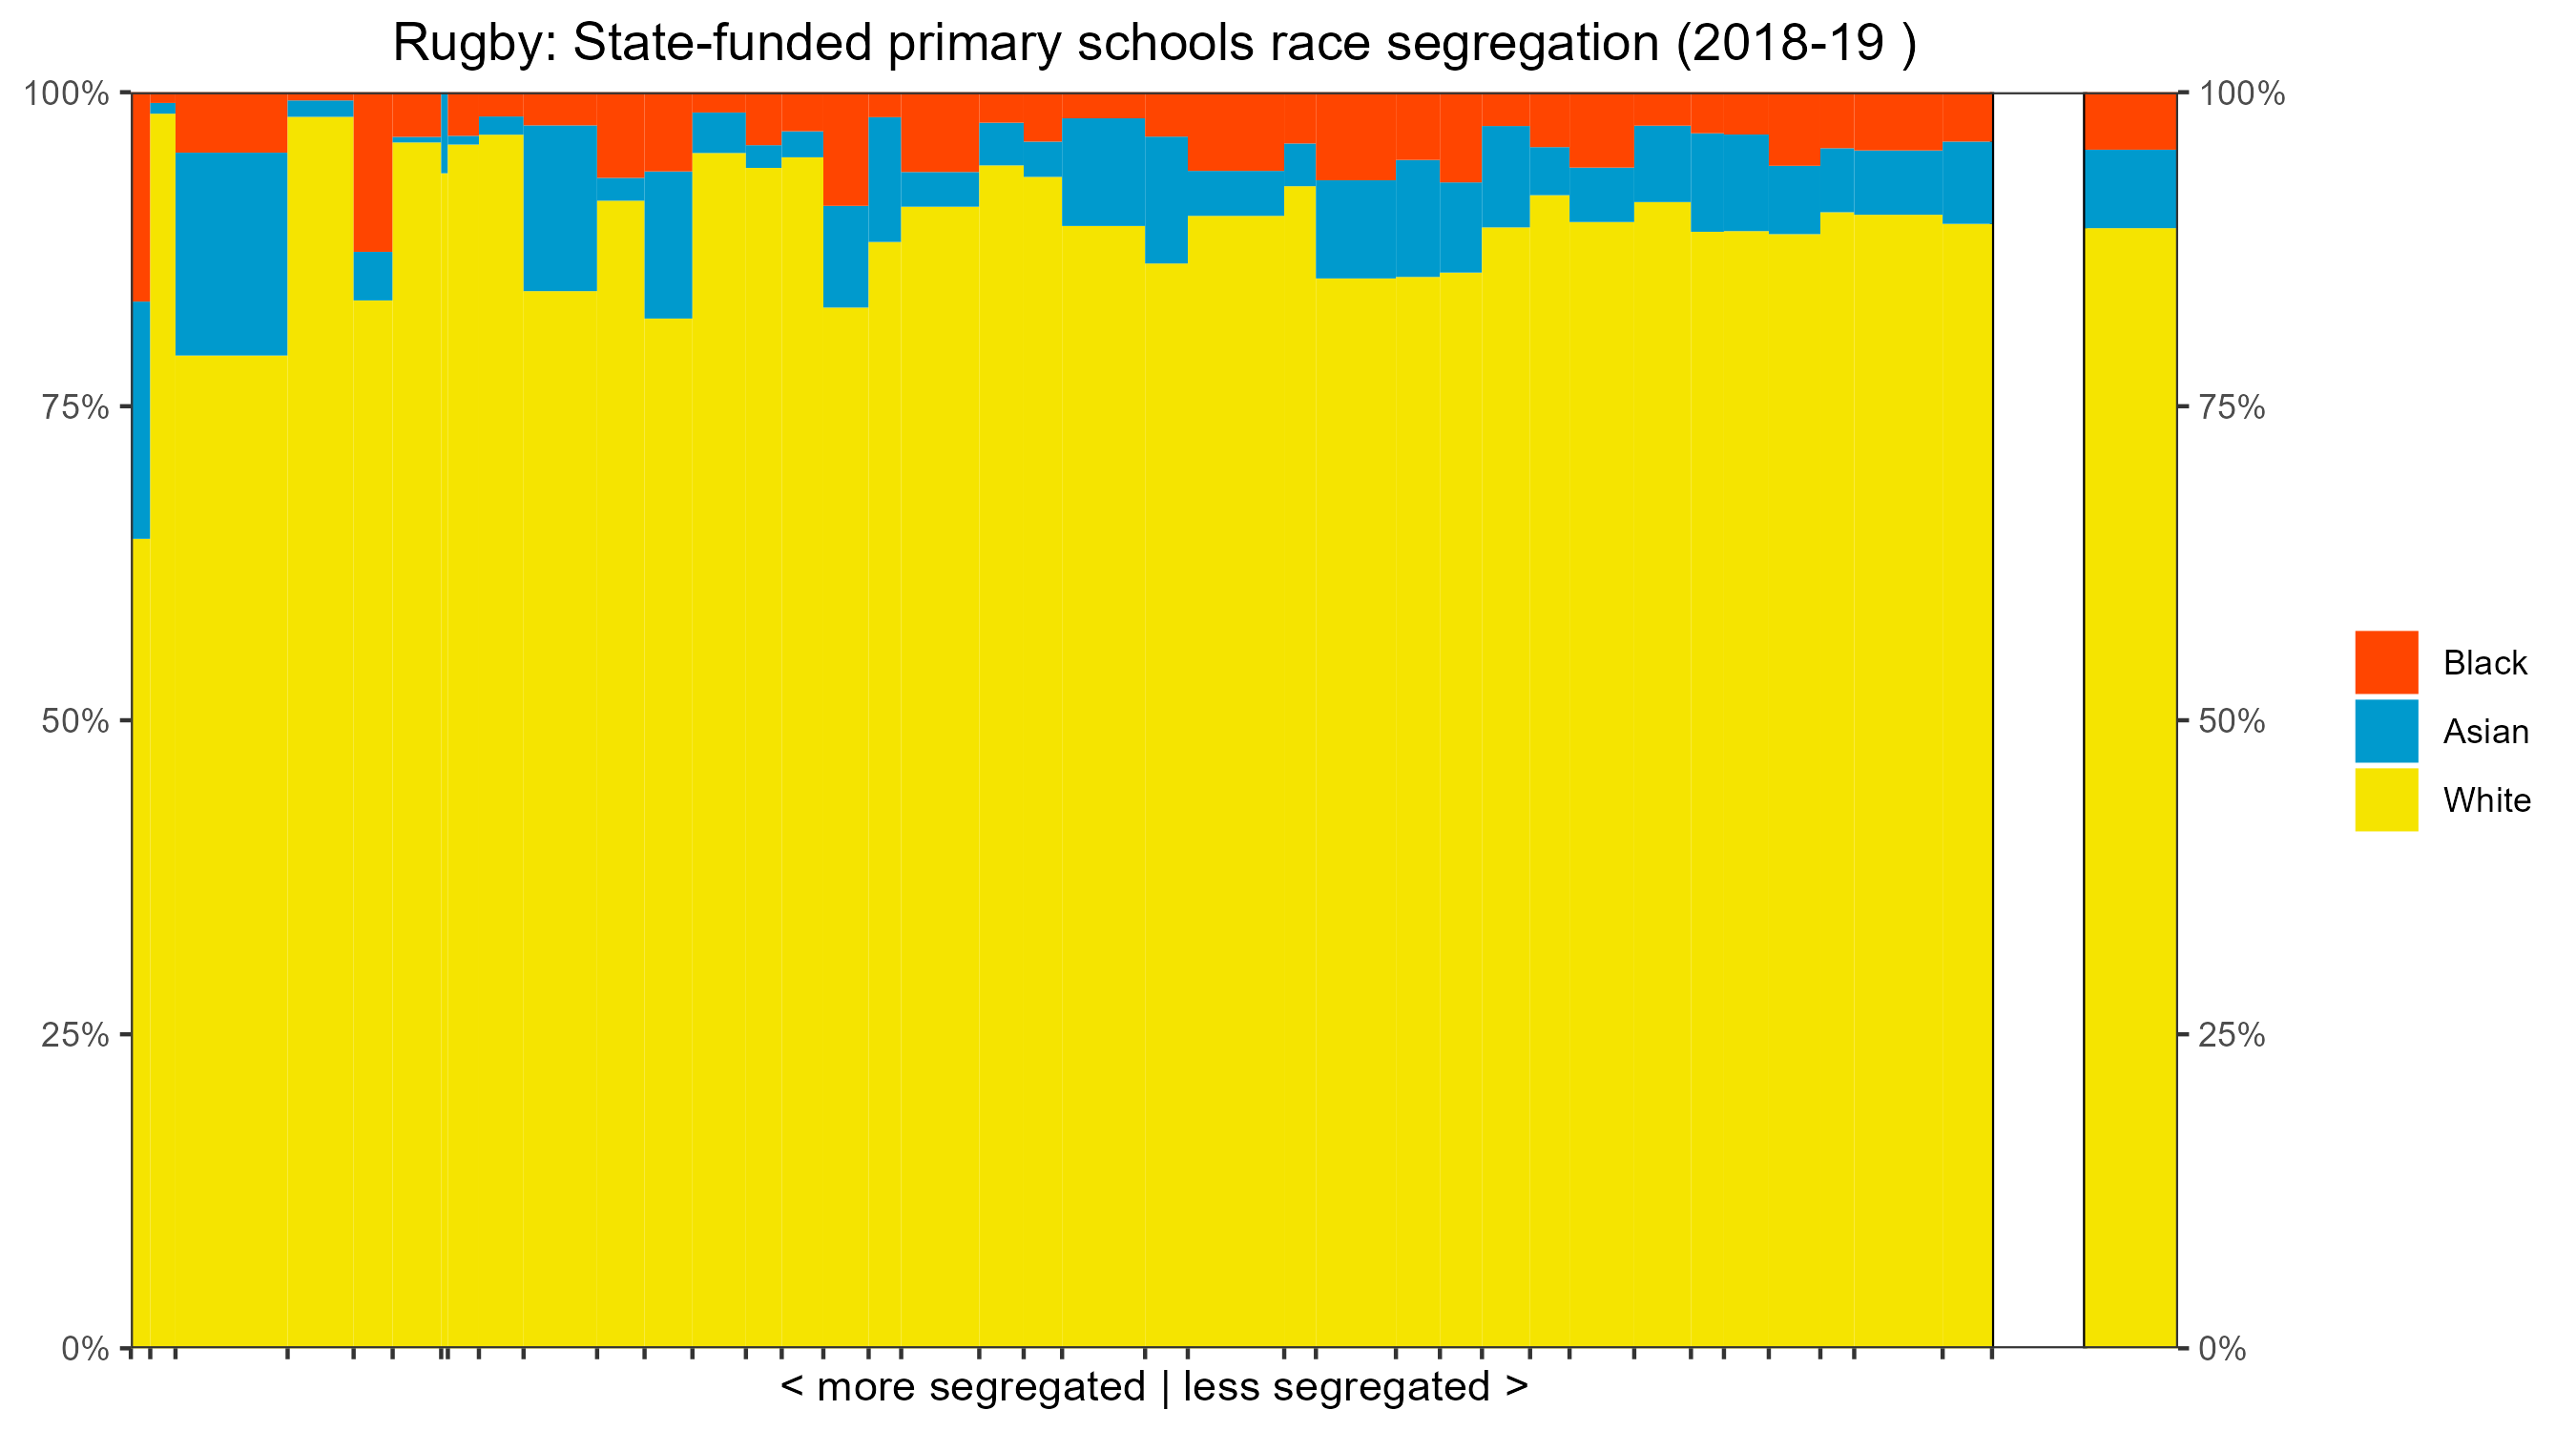 Rugby: State-funded primary schools race segregation (2018-19 )
100%
75%
50%
25%
0%
100%
75%
50%
25%
0%
Black
Asian
White
< more segregated | less segregated >